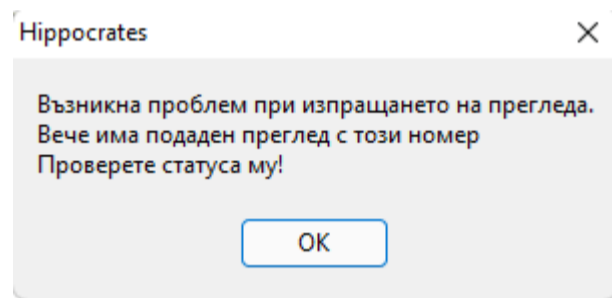 Hippocrates
Възникна проблем при изпращането на прегледа.
Вече има подаден преглед с този номер
Проверете статуса му!
OK